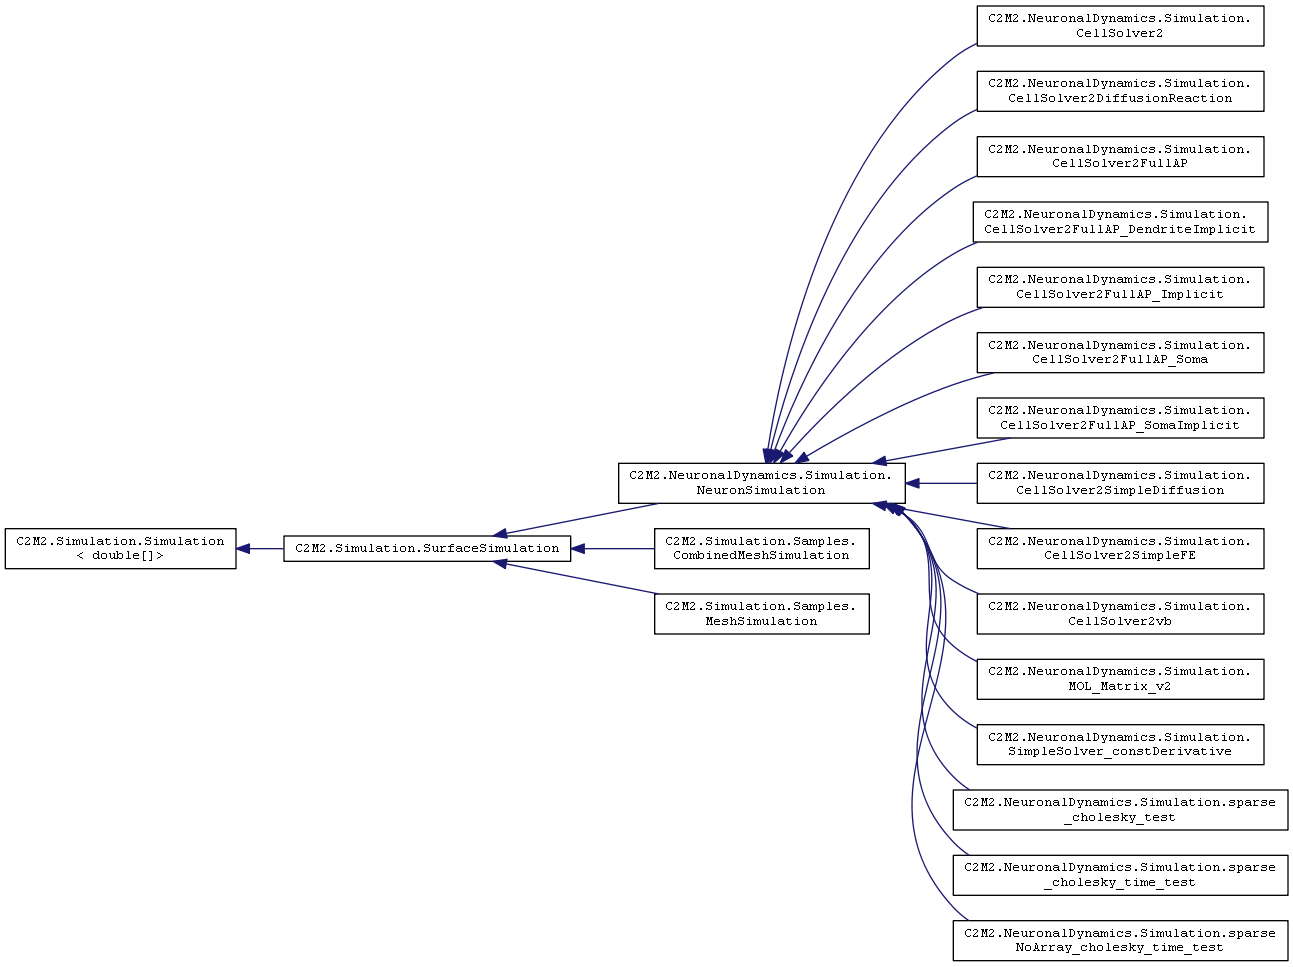 C2M2.Simulation.Simulation
< double[]>
C2M2.Simulation.SurfaceSimulation
C2M2.NeuronalDynamics.Simulation.
NeuronSimulation
C2M2.Simulation.Samples.
CombinedMeshSimulation
C2M2.Simulation.Samples.
MeshSimulation
C2M2.NeuronalDynamics.Simulation.
CellSolver2
C2M2.NeuronalDynamics.Simulation.
CellSolver2DiffusionReaction
C2M2.NeuronalDynamics.Simulation.
CellSolver2FullAP
C2M2.NeuronalDynamics.Simulation.
CellSolver2FullAP_DendriteImplicit
C2M2.NeuronalDynamics.Simulation.
CellSolver2FullAP_Implicit
C2M2.NeuronalDynamics.Simulation.
CellSolver2FullAP_Soma
C2M2.NeuronalDynamics.Simulation.
CellSolver2FullAP_SomaImplicit
C2M2.NeuronalDynamics.Simulation.
CellSolver2SimpleDiffusion
C2M2.NeuronalDynamics.Simulation.
CellSolver2SimpleFE
C2M2.NeuronalDynamics.Simulation.
CellSolver2vb
C2M2.NeuronalDynamics.Simulation.
MOL_Matrix_v2
C2M2.NeuronalDynamics.Simulation.
SimpleSolver_constDerivative
C2M2.NeuronalDynamics.Simulation.sparse
_cholesky_test
C2M2.NeuronalDynamics.Simulation.sparse
_cholesky_time_test
C2M2.NeuronalDynamics.Simulation.sparse
NoArray_cholesky_time_test